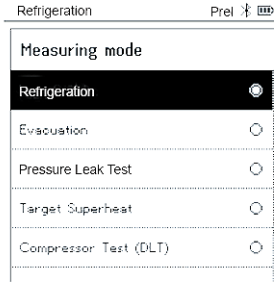 Refrigeration Prel
Measuring mode
Refrigeration
Evacuation
Pressure Leak Test
Target Superheat
Compressor Test (DLT)